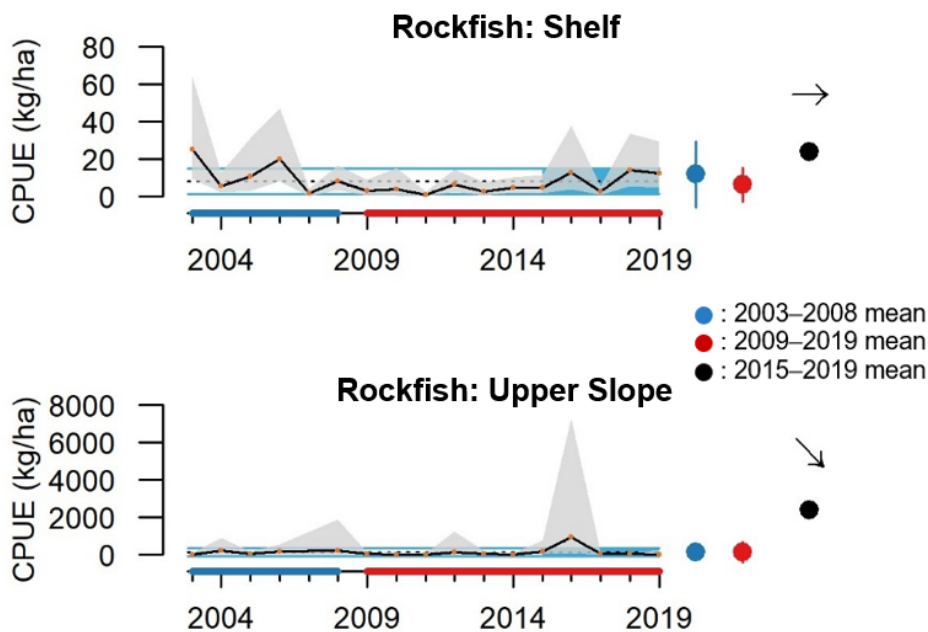 Rockfish: Shelf
CPUE (kg/ha)
80
60
40
20
0
2004 2009 2014 2019
: 2003–2008 mean
: 2009–2019 mean
: 2015–2019 mean
Rockfish: Upper Slope
CPUE (kg/ha)
8000
6000
4000
2000
0
2004 2009 2014 2019